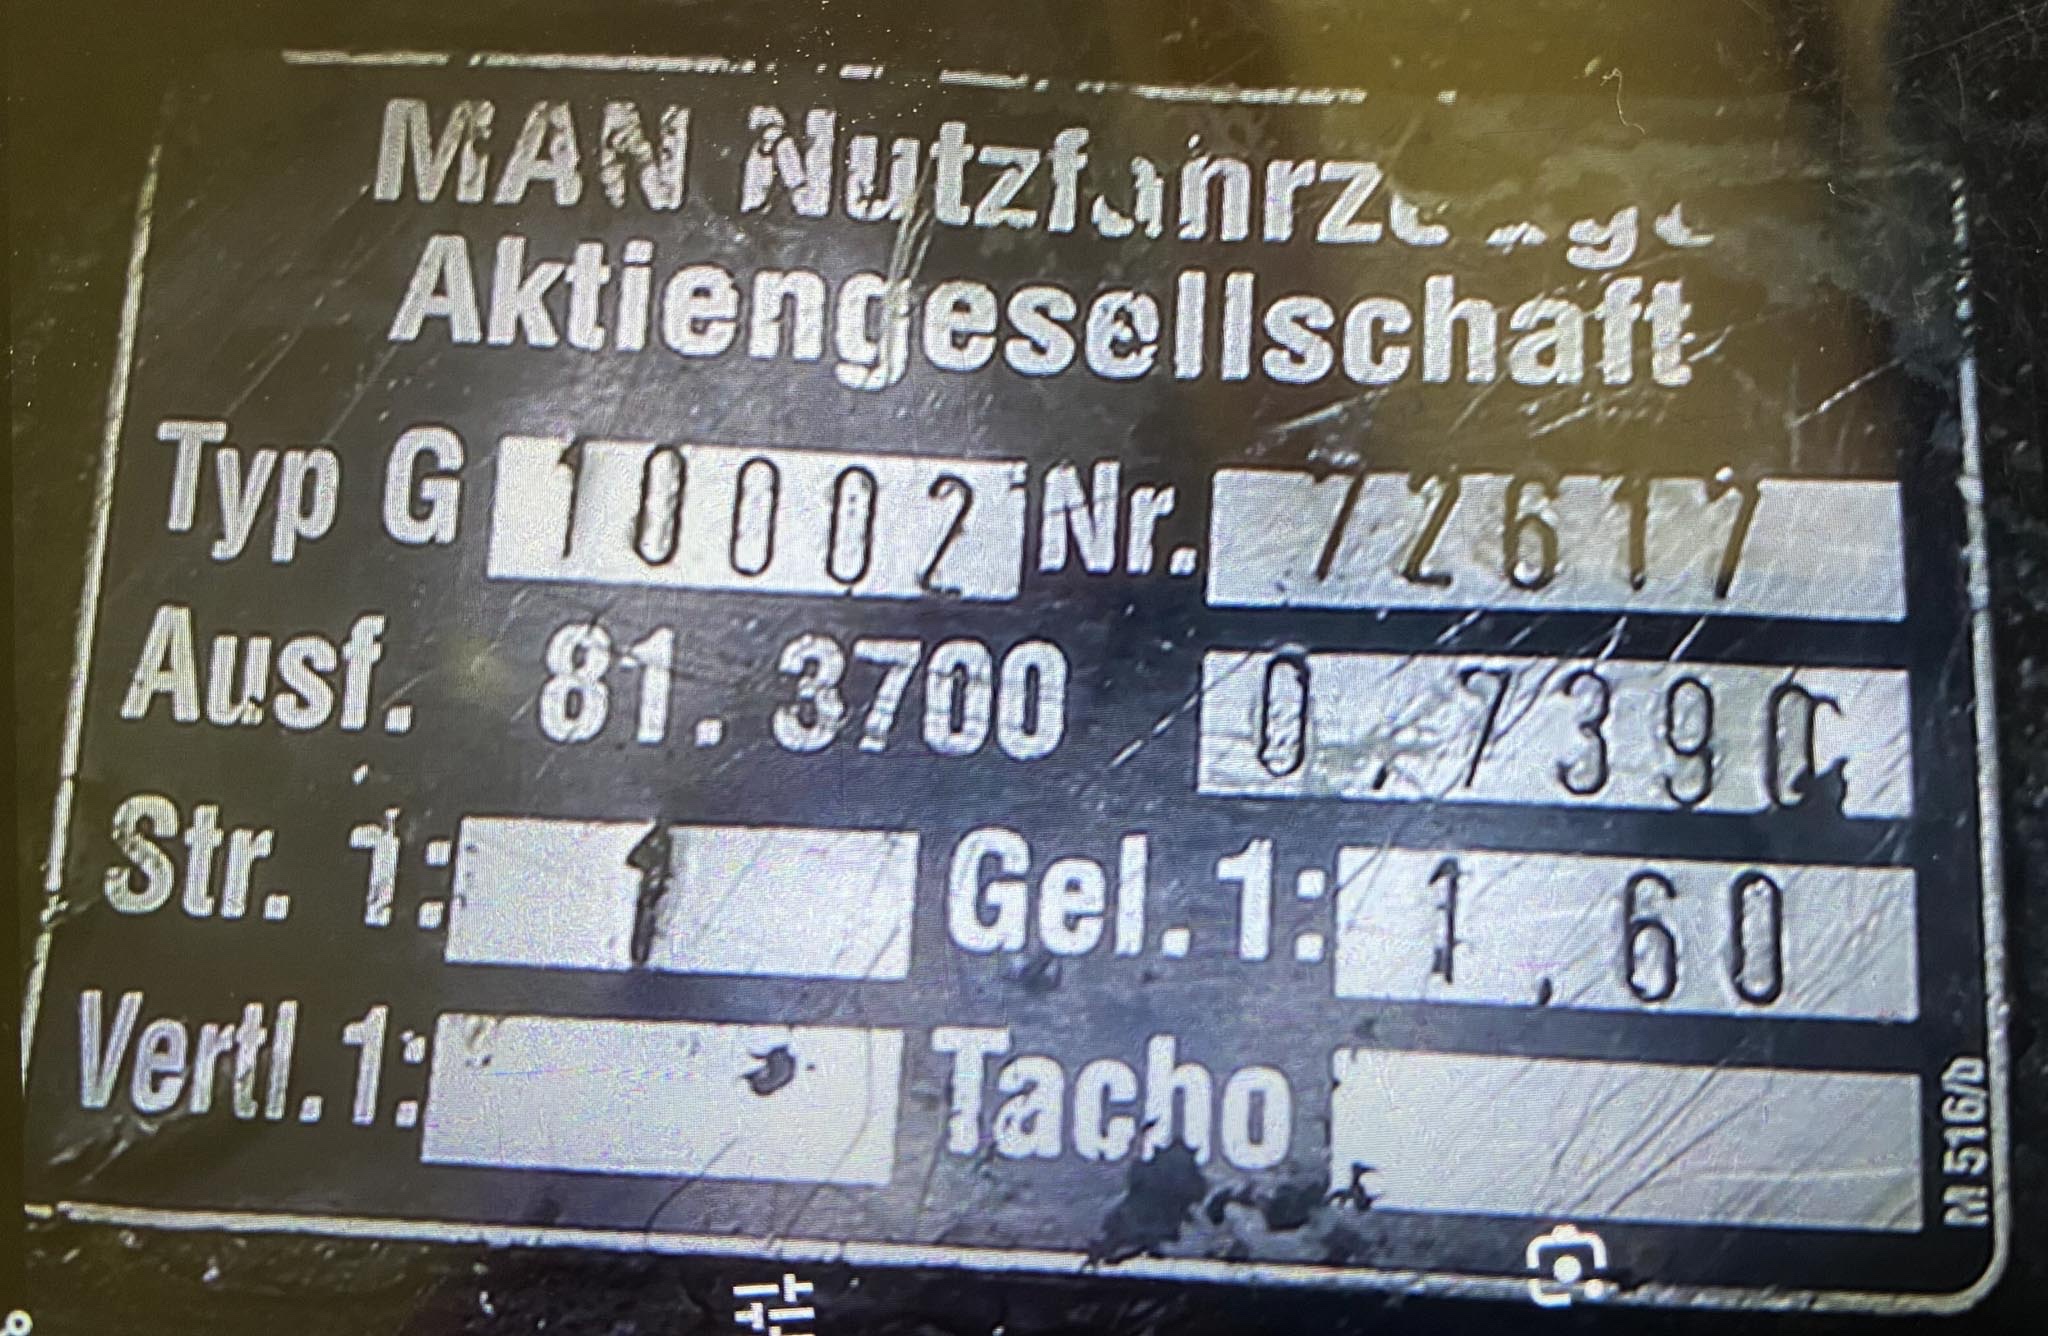 MAN Nutzfahrzeuge
Aktiengesellschaft
Typ G 10002 Nr. 72617
Ausf. 81.3700 0.7390
Str. 1: 1 Gel. 1: 1,60
Vertl. 1: Tacho
M 516/b